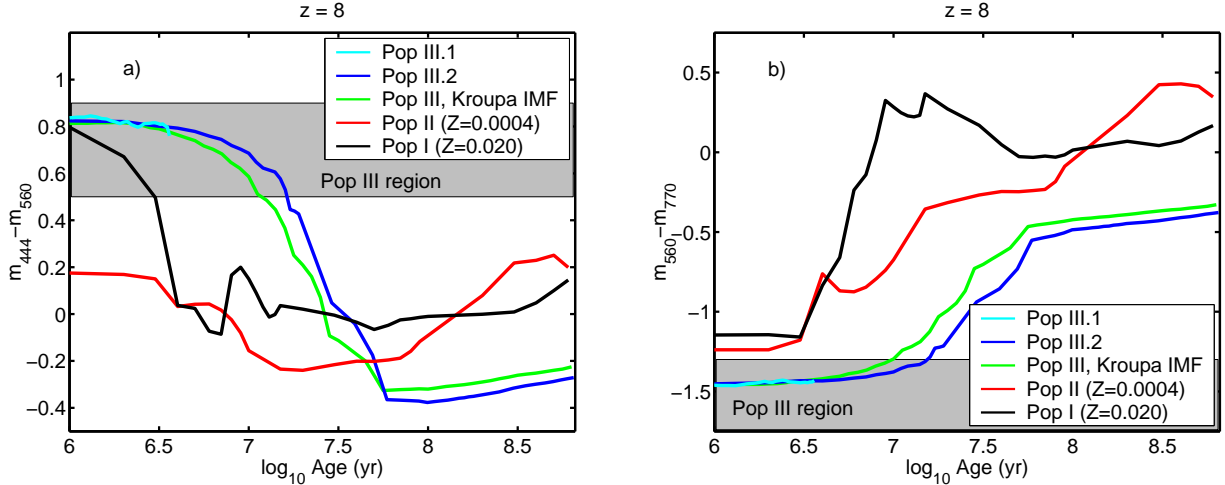 z = 8
a)
Pop III.1
Pop III.2
Pop III, Kroupa IMF
Pop II (Z=0.0004)
Pop I (Z=0.020)
Pop III region
1
0.8
0.6
0.4
0.2
0
−0.2
−0.4
m444−m560
6 6.5 7 7.5 8 8.5
log10 Age (yr)
z = 8
b)
0.5
0
−0.5
−1
−1.5
m560−m770
Pop III.1
Pop III.2
Pop III, Kroupa IMF
Pop II (Z=0.0004)
Pop I (Z=0.020)
Pop III region
6 6.5 7 7.5 8 8.5
log10 Age (yr)